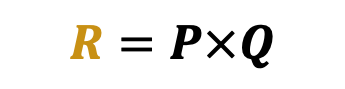 R = P×Q